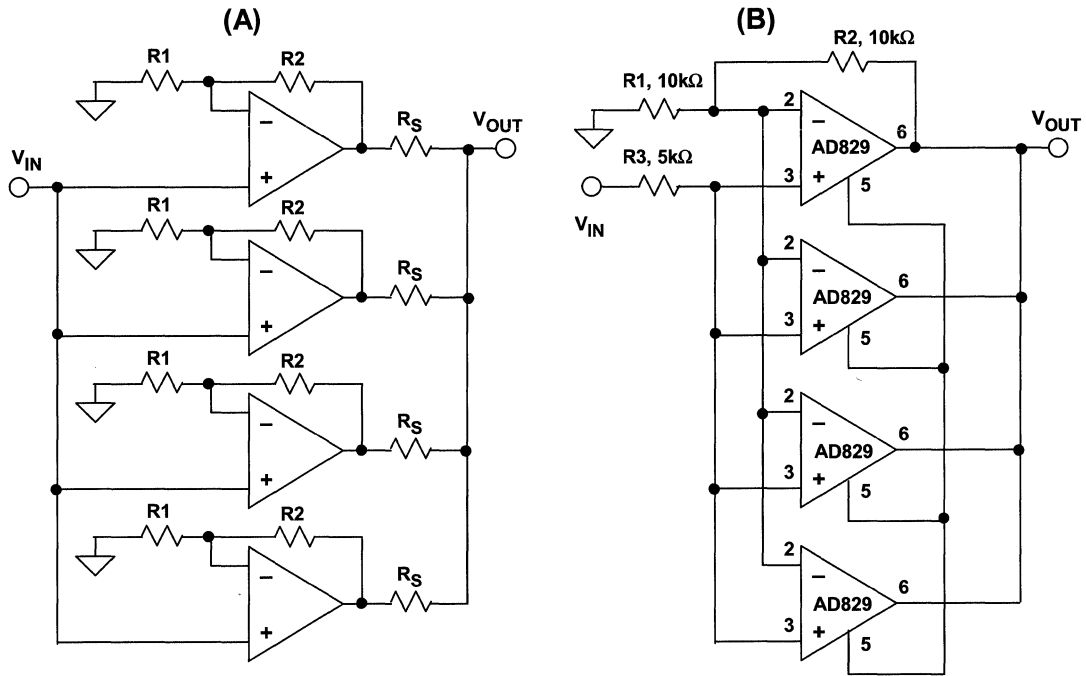 (A)
R1
R2
RS
VOUT
VIN
−
+
R1
R2
RS
−
+
R1
R2
RS
−
+
R1
R2
RS
−
+
(B)
R2, 10kΩ
R1, 10kΩ
R3, 5kΩ
VIN
VOUT
2
−
AD829
6
3
+
5
2
−
AD829
6
3
+
5
2
−
AD829
6
3
+
5
2
−
AD829
6
3
+
5